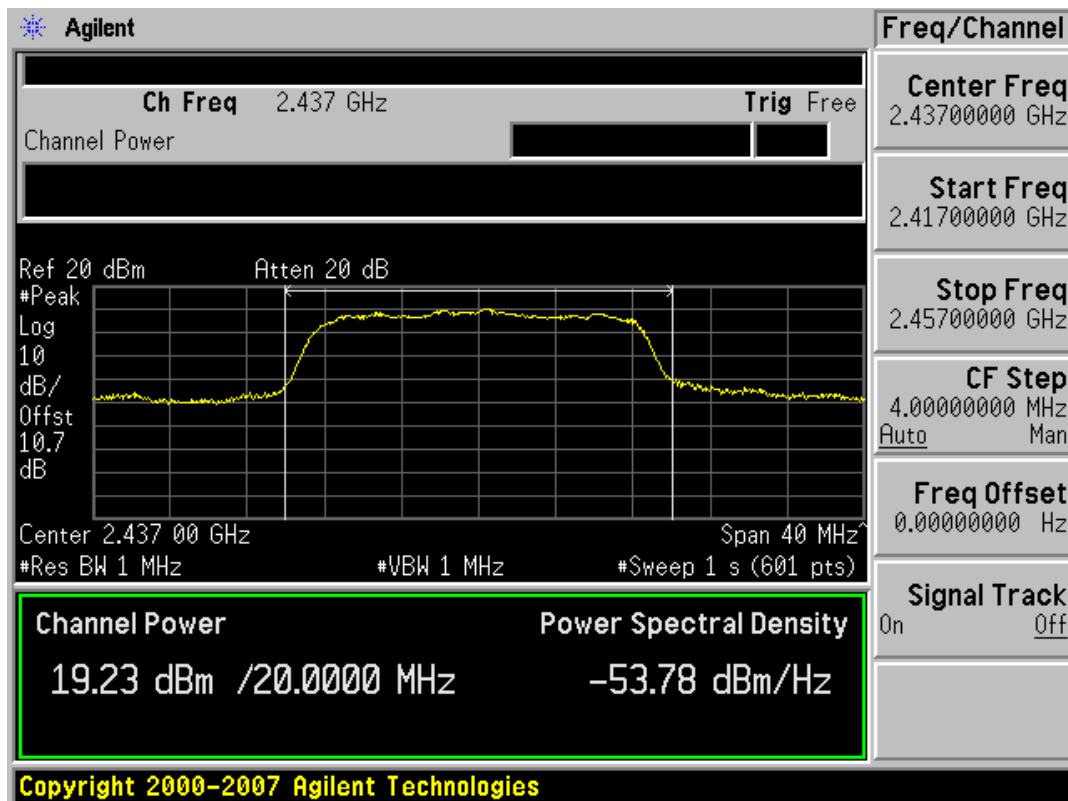 Agilent
Freq/Channel
Ch Freq 2.437 GHz Trig Free
Channel Power
Ref 20 dBm Atten 20 dB
#Peak
Log
10
dB/
Offst
10.7
dB
Center 2.437 00 GHz Span 40 MHz^
#Res BW 1 MHz #VBW 1 MHz #Sweep 1 s (601 pts)
Channel Power Power Spectral Density
19.23 dBm /20.0000 MHz -53.78 dBm/Hz
Center Freq
2.43700000 GHz
Start Freq
2.41700000 GHz
Stop Freq
2.45700000 GHz
CF Step
4.00000000 MHz
Auto Man
Freq Offset
0.00000000 Hz
Signal Track
On Off
Copyright 2000-2007 Agilent Technologies